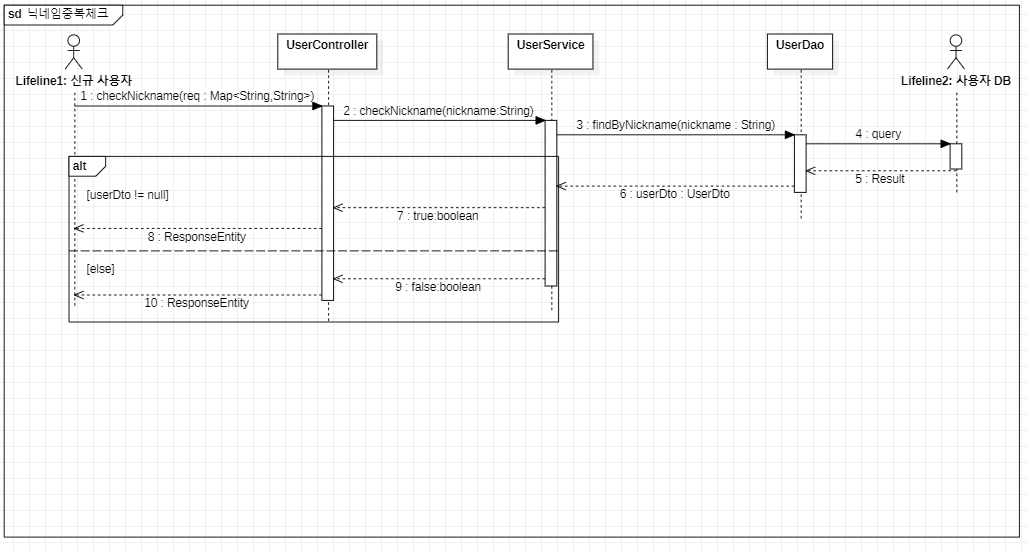 sd 닉네임중복체크
UserController
UserService
UserDao
Lifeline1: 신규 사용자
Lifeline2: 사용자 DB
1 : checkNickname(req : Map<String,String>)
2 : checkNickname(nickname:String)
3 : findByNickname(nickname : String)
4 : query
alt
5 : Result
[userDto != null]
6 : userDto : UserDto
7 : true:boolean
8 : ResponseEntity
[else]
9 : false:boolean
10 : ResponseEntity